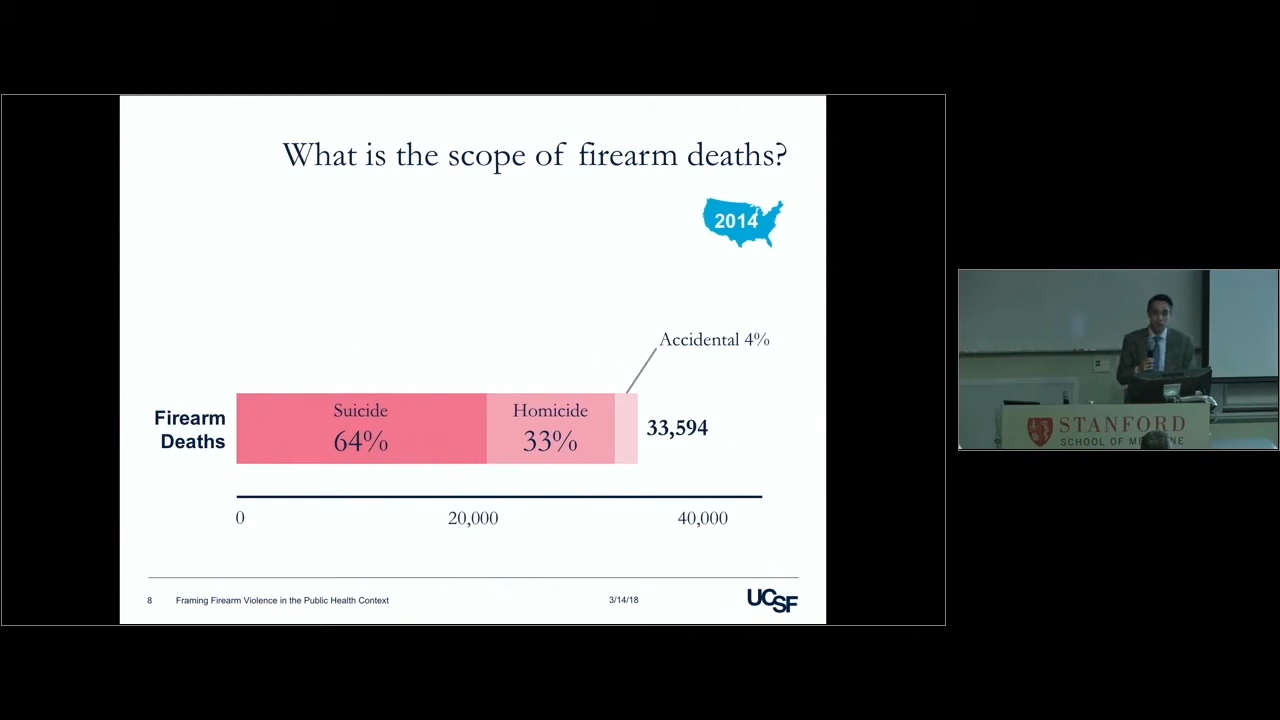 What is the scope of firearm deaths?
2014
Accidental 4%
Firearm
Deaths
Suicide
64%
Homicide
33%
33,594
0
20,000
40,000
8
Framing Firearm Violence in the Public Health Context
3/14/18
UCSF
STANFORD
SCHOOL OF MEDICINE